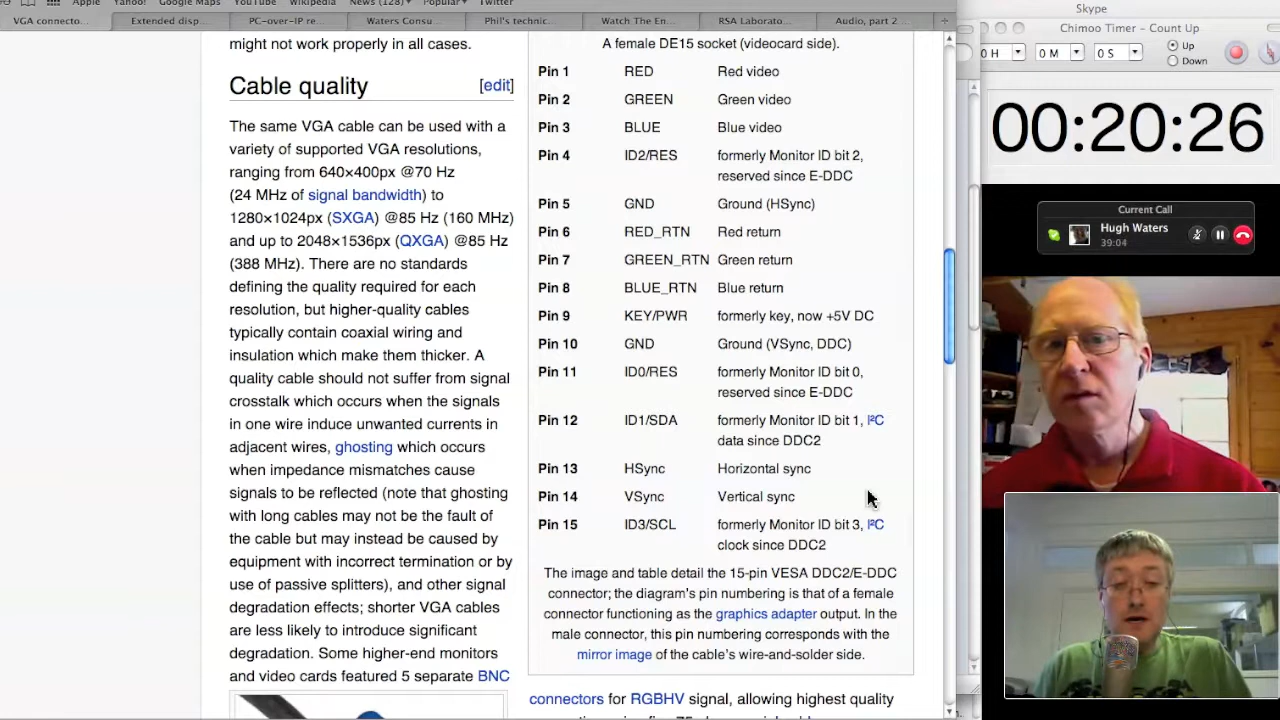 Apple Google Maps YouTube Wikipedia News (128) Popular Twitter
VGA connecto... Extended disp... PC-over-IP re... Waters Consu... Phil's technic... Watch The En... RSA Laborato... Audio, part 2 ... +
might not work properly in all cases.
Cable quality [edit]
The same VGA cable can be used with a
variety of supported VGA resolutions,
ranging from 640×400px @70 Hz
(24 MHz of signal bandwidth) to
1280×1024px (SXGA) @85 Hz (160 MHz)
and up to 2048×1536px (QXGA) @85 Hz
(388 MHz). There are no standards
defining the quality required for each
resolution, but higher-quality cables
typically contain coaxial wiring and
insulation which make them thicker. A
quality cable should not suffer from signal
crosstalk which occurs when the signals
in one wire induce unwanted currents in
adjacent wires, ghosting which occurs
when impedance mismatches cause
signals to be reflected (note that ghosting
with long cables may not be the fault of
the cable but may instead be caused by
equipment with incorrect termination or by
use of passive splitters), and other signal
degradation effects; shorter VGA cables
are less likely to introduce significant
degradation. Some higher-end monitors
and video cards featured 5 separate BNC
A female DE15 socket (videocard side).
Pin 1 RED Red video
Pin 2 GREEN Green video
Pin 3 BLUE Blue video
Pin 4 ID2/RES formerly Monitor ID bit 2,
reserved since E-DDC
Pin 5 GND Ground (HSync)
Pin 6 RED_RTN Red return
Pin 7 GREEN_RTN Green return
Pin 8 BLUE_RTN Blue return
Pin 9 KEY/PWR formerly key, now +5V DC
Pin 10 GND Ground (VSync, DDC)
Pin 11 ID0/RES formerly Monitor ID bit 0,
reserved since E-DDC
Pin 12 ID1/SDA formerly Monitor ID bit 1, I²C
data since DDC2
Pin 13 HSync Horizontal sync
Pin 14 VSync Vertical sync
Pin 15 ID3/SCL formerly Monitor ID bit 3, I²C
clock since DDC2
The image and table detail the 15-pin VESA DDC2/E-DDC
connector; the diagram's pin numbering is that of a female
connector functioning as the graphics adapter output. In the
male connector, this pin numbering corresponds with the
mirror image of the cable's wire-and-solder side.
connectors for RGBHV signal, allowing highest quality
Skype
Chimoo Timer – Count Up
0 H 0 M 0 S Up
Down
00:20:26
Current Call
Hugh Waters
39:04